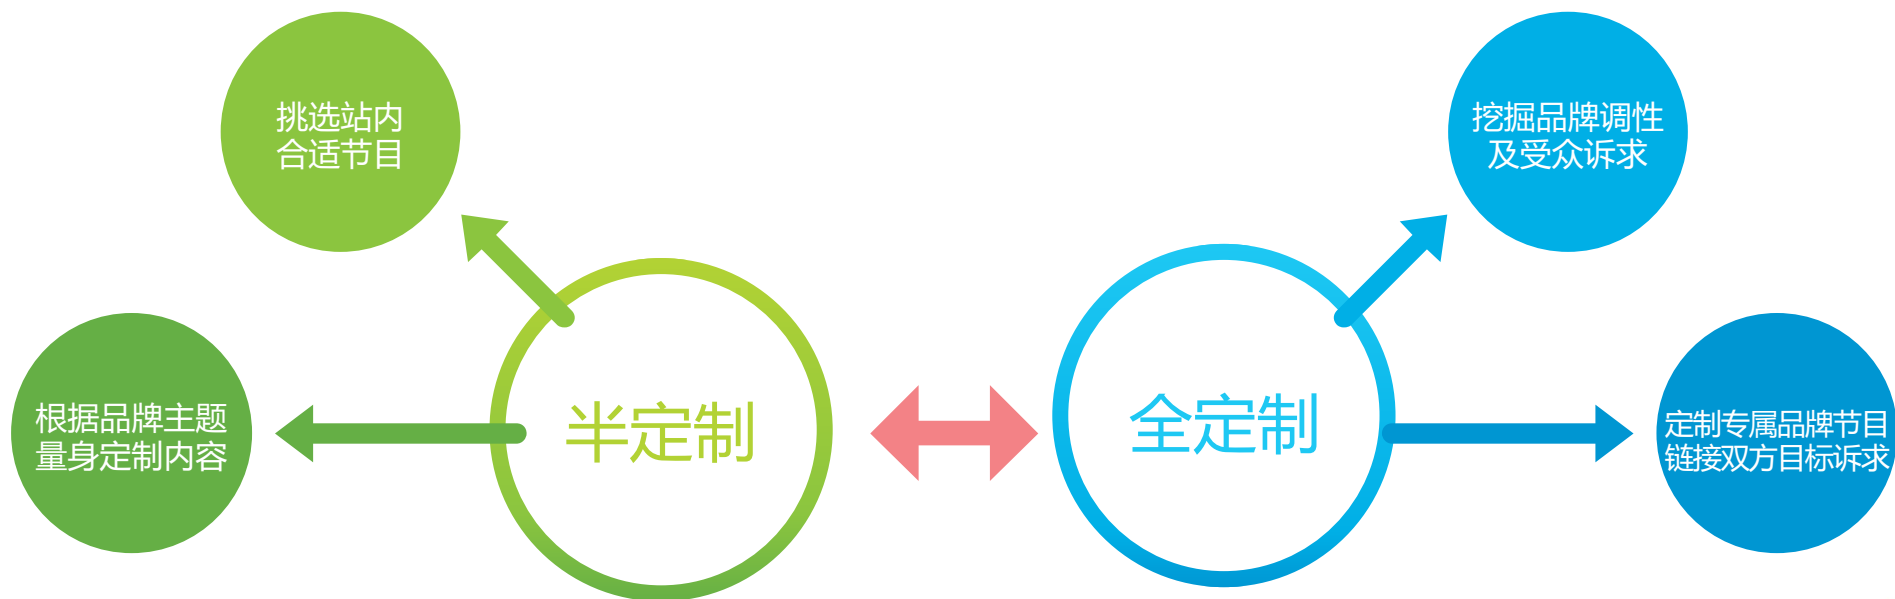 挑选站内
合适节目
根据品牌主题
量身定制内容
半定制
全定制
挖掘品牌调性
及受众诉求
定制专属品牌节目
链接双方目标诉求